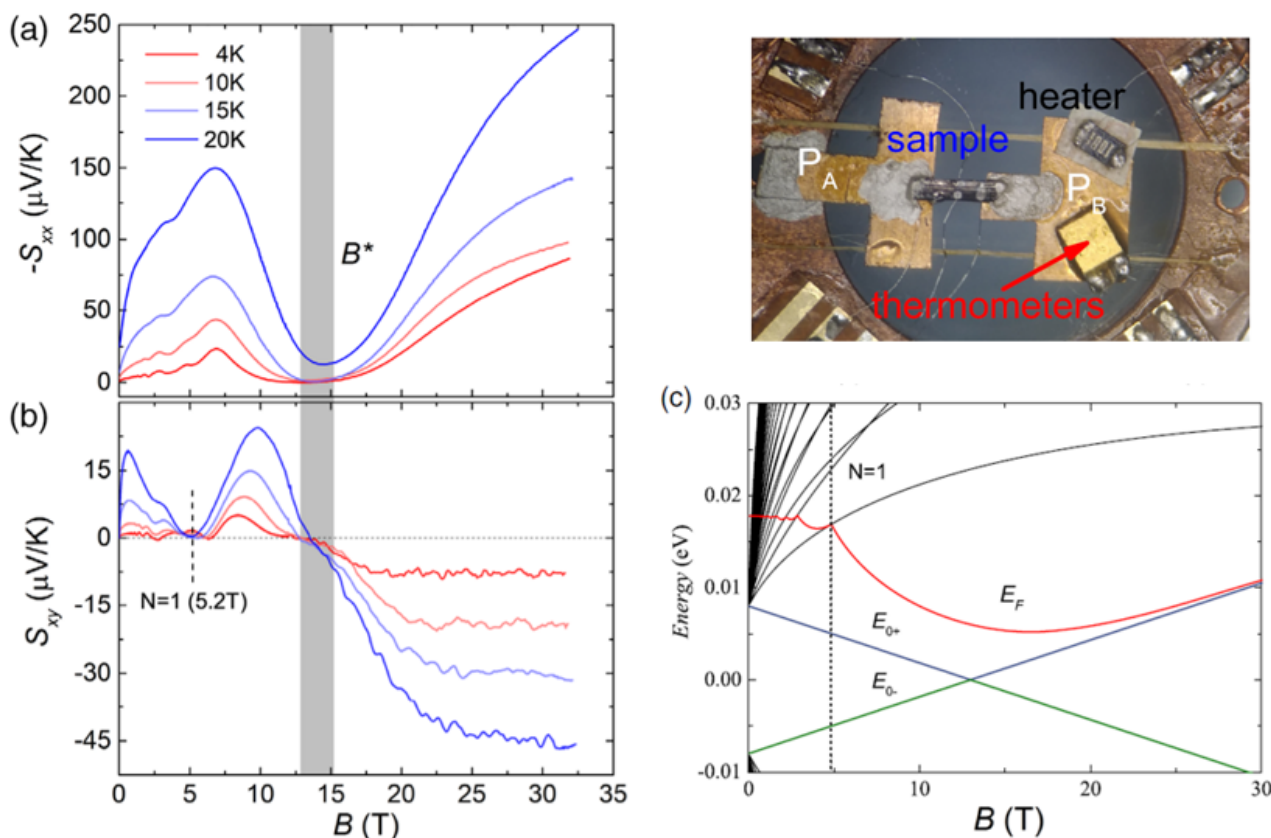 (a)
250
200
150
100
50
0
-Sxx (μV/K)
4K
10K
15K
20K
B*
(b)
15
0
-15
-30
-45
Sxy (μV/K)
N=1 (5.2T)
0 5 10 15 20 25 30 35
B (T)
heater
sample
PA
PB
thermometers
(c)
0.03
0.02
0.01
0.00
-0.01
Energy (eV)
N=1
EF
E0+
E0-
0 10 20 30
B (T)